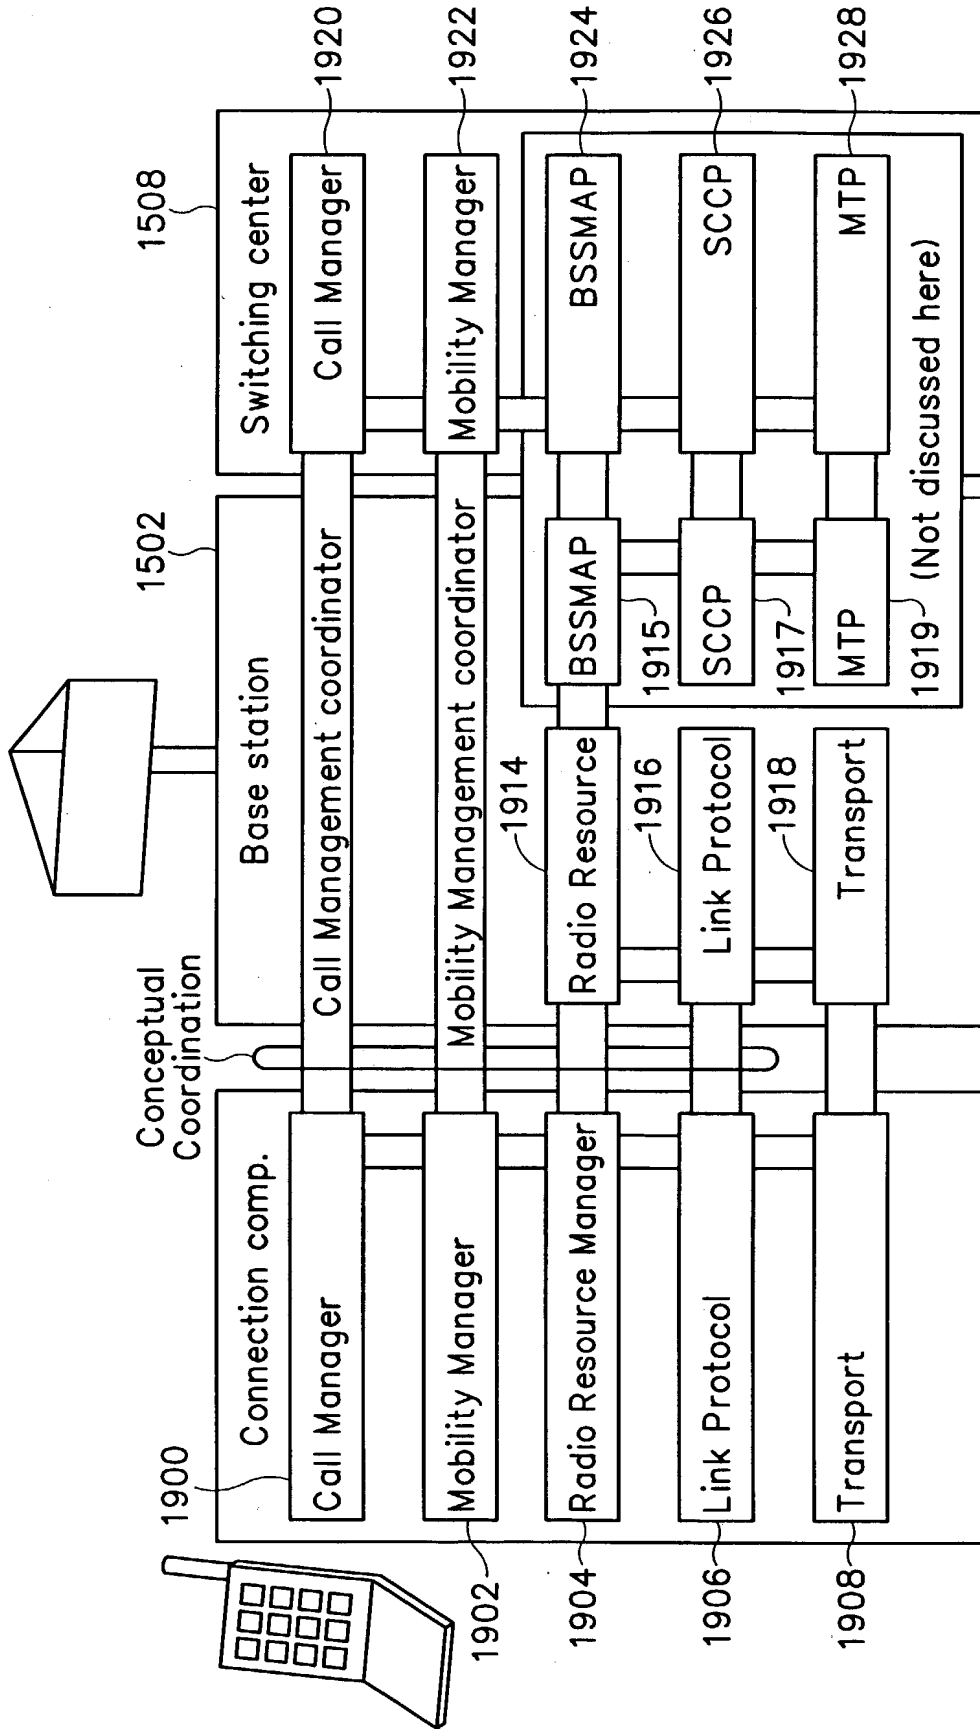 1508
1502
Conceptual
Coordination
1900
Switching center
Base station
Connection comp.
Call Manager
Call Management coordinator
Call Manager
1920
Mobility Manager
Mobility Management coordinator
Mobility Manager
1902
1922
1914
Radio Resource Manager
Radio Resource
BSSMAP
BSSMAP
1904
1915
1924
1916
Link Protocol
Link Protocol
SCCP
SCCP
1906
1917
1926
1918
Transport
Transport
MTP
MTP
1908
1919
1928
(Not discussed here)